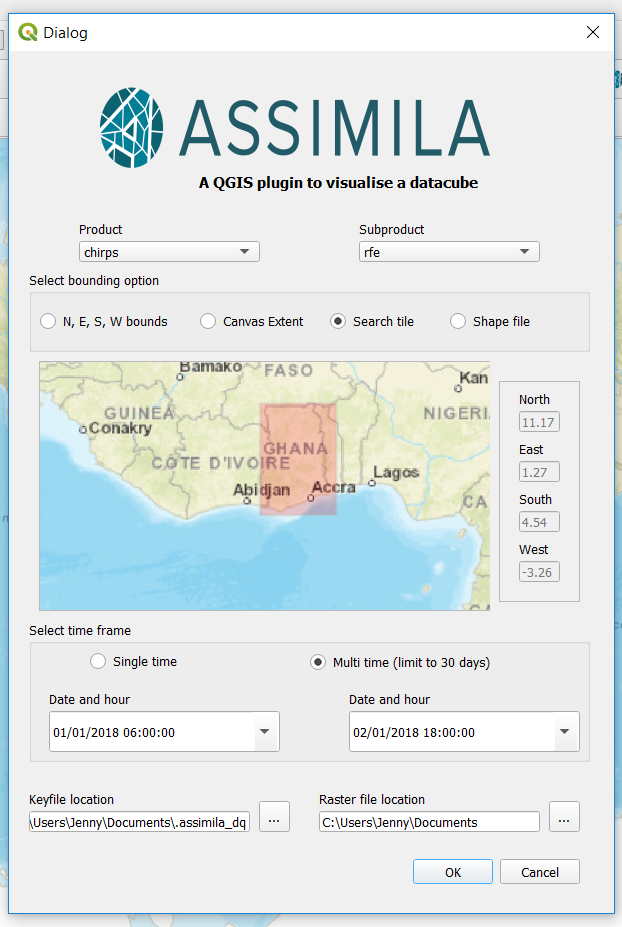 Dialog
ASSIMILA
A QGIS plugin to visualise a datacube
Product
Subproduct
chirps
rfe
Select bounding option
N, E, S, W bounds
Canvas Extent
Search tile
Shape file
Bamako
FASO
Kan
GUINEA
NIGERI
Conakry
GHANA
CÔTE D'IVOIRE
Lagos
Abidjan
Accra
CA
North
11.17
East
1.27
South
4.54
West
-3.26
Select time frame
Single time
Multi time (limit to 30 days)
Date and hour
Date and hour
01/01/2018 06:00:00
02/01/2018 18:00:00
Keyfile location
Raster file location
\Users\Jenny\Documents\.assimila_dq
...
C:\Users\Jenny\Documents
...
OK
Cancel